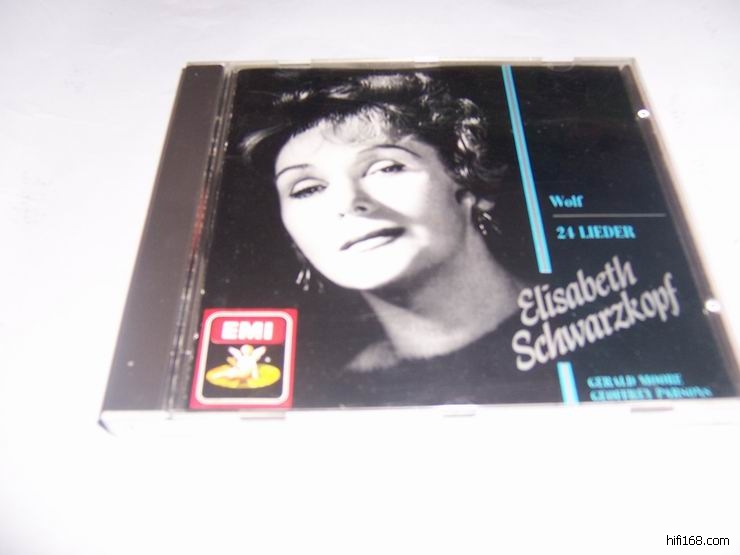 Wolf
24 LIEDER
Elisabeth
Schwarzkopf
EMI
GERALD MOORE
GEOFFREY PARSONS
hifi168.com